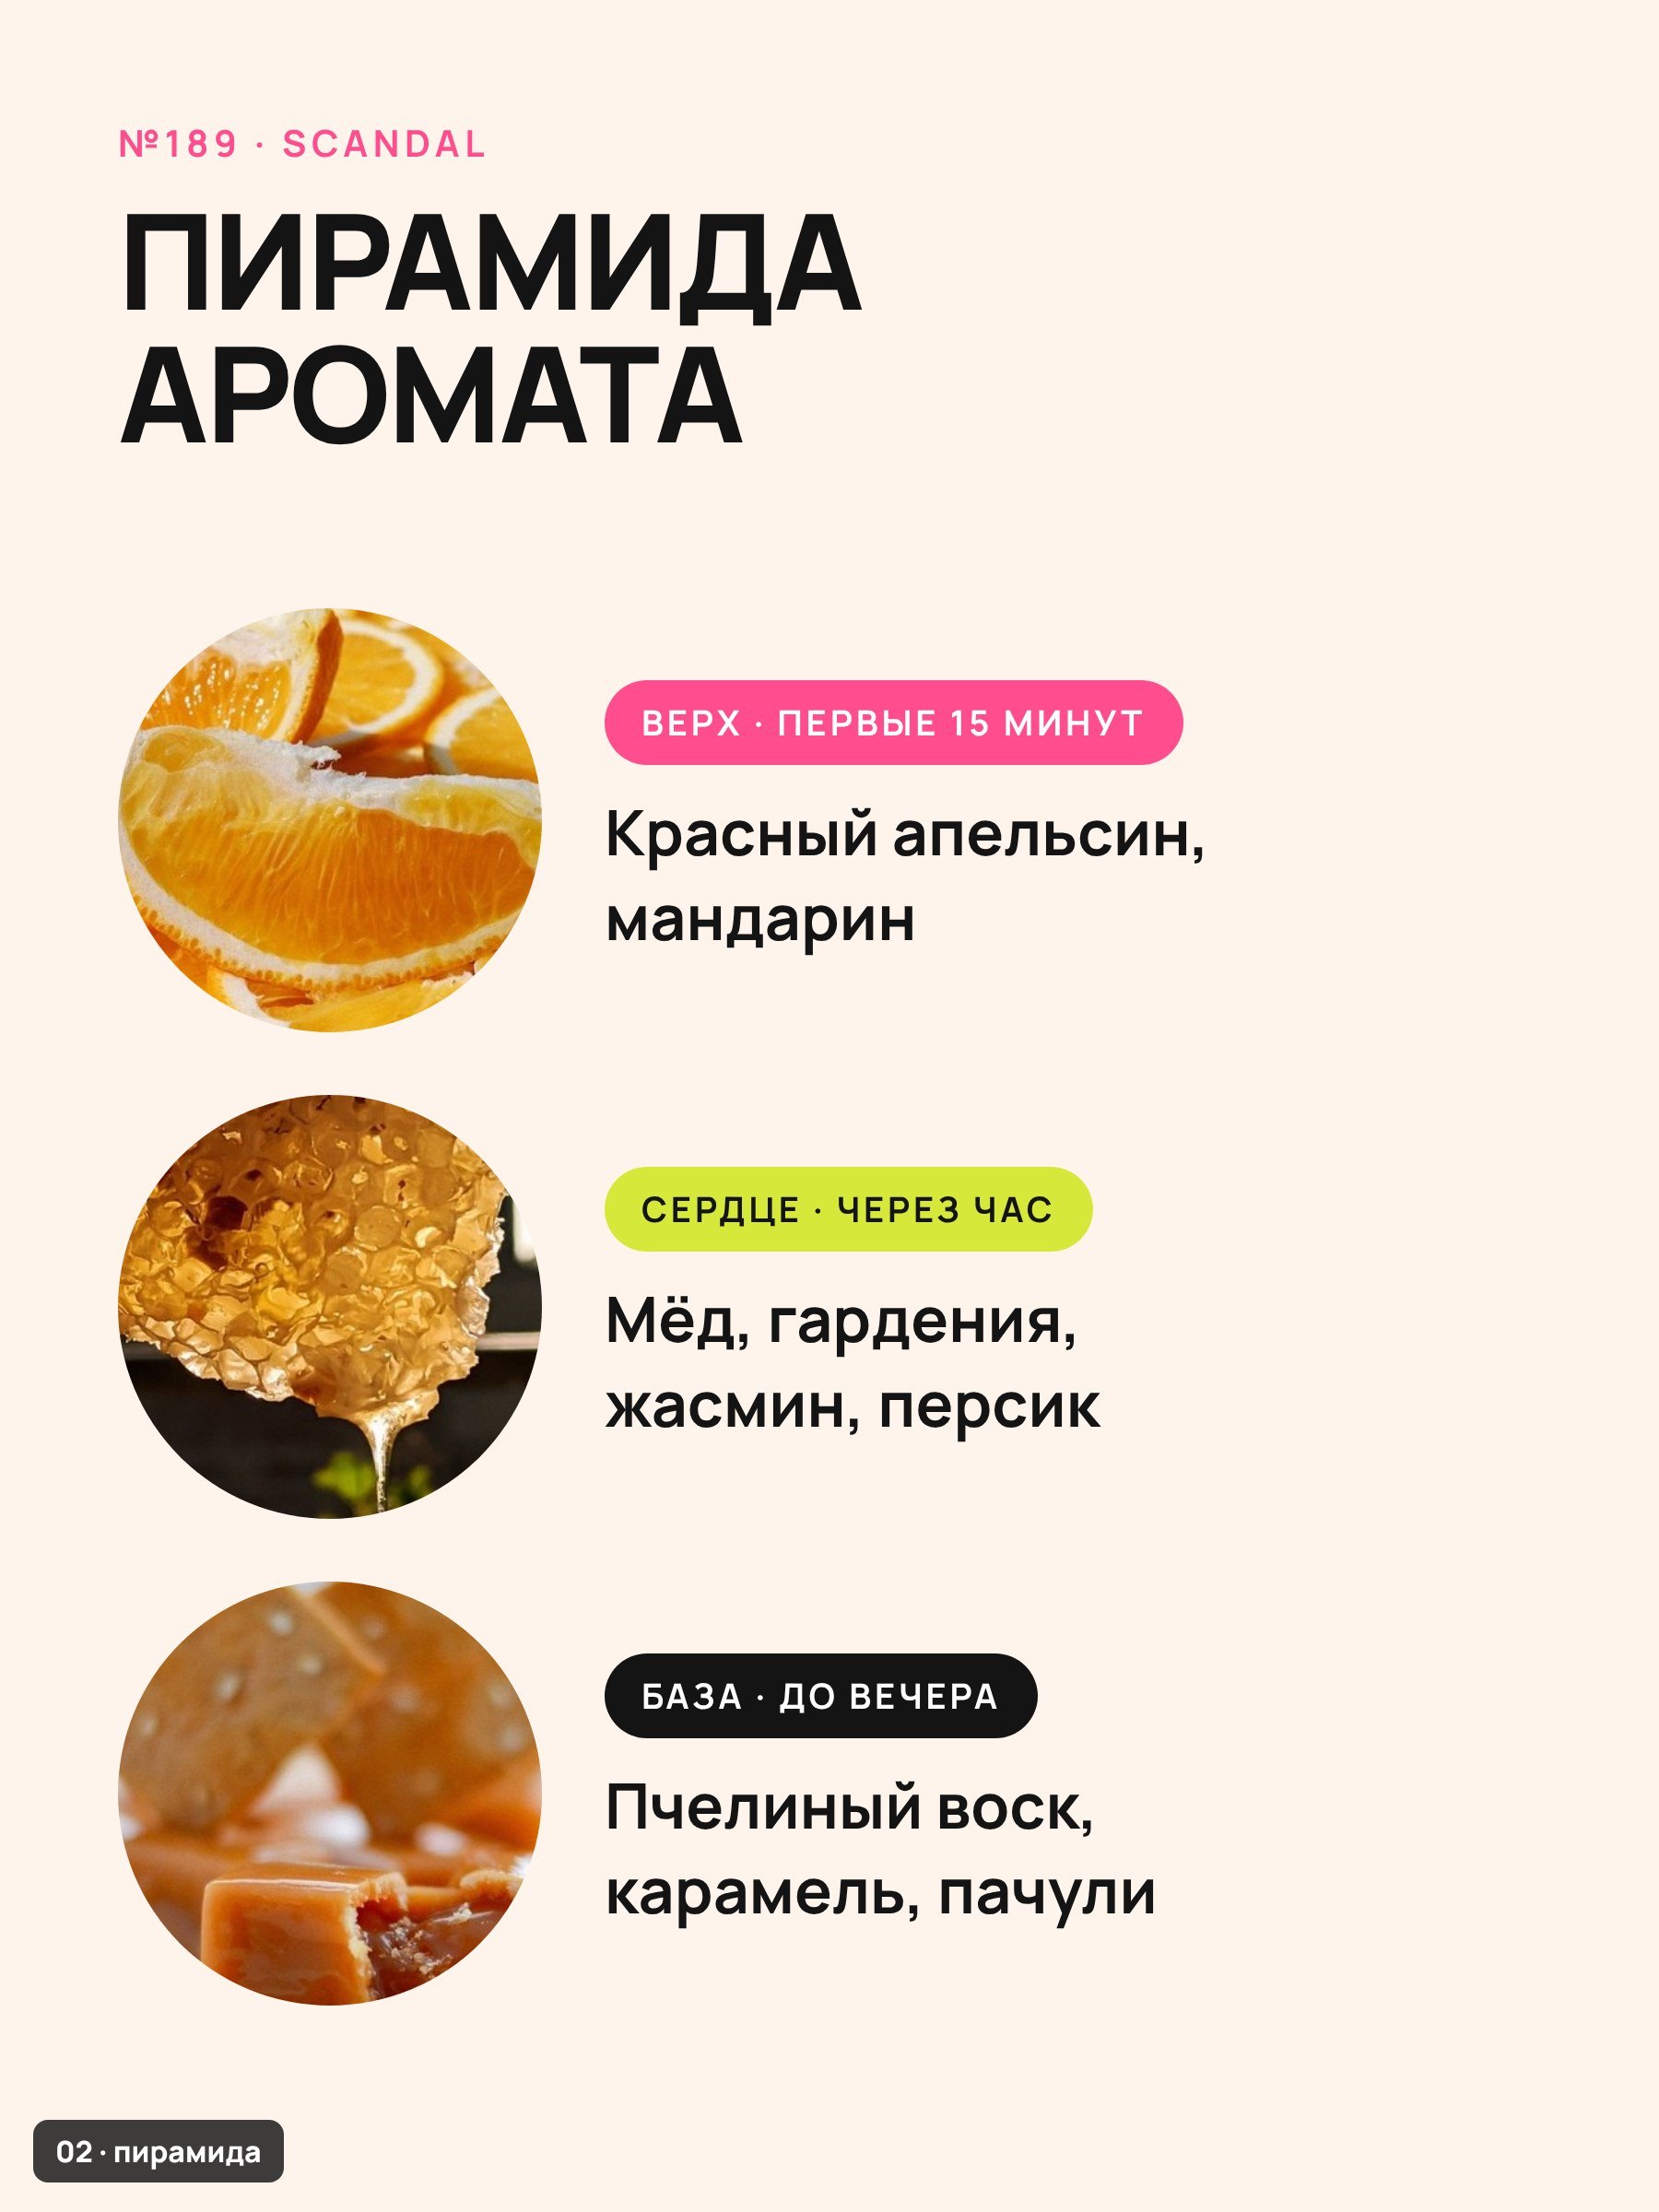 №189 · SCANDAL
ПИРАМИДА
АРОМАТА
ВЕРХ · ПЕРВЫЕ 15 МИНУТ
Красный апельсин,
мандарин
СЕРДЦЕ · ЧЕРЕЗ ЧАС
Мёд, гардения,
жасмин, персик
БАЗА · ДО ВЕЧЕРА
Пчелиный воск,
карамель, пачули
02 · пирамида